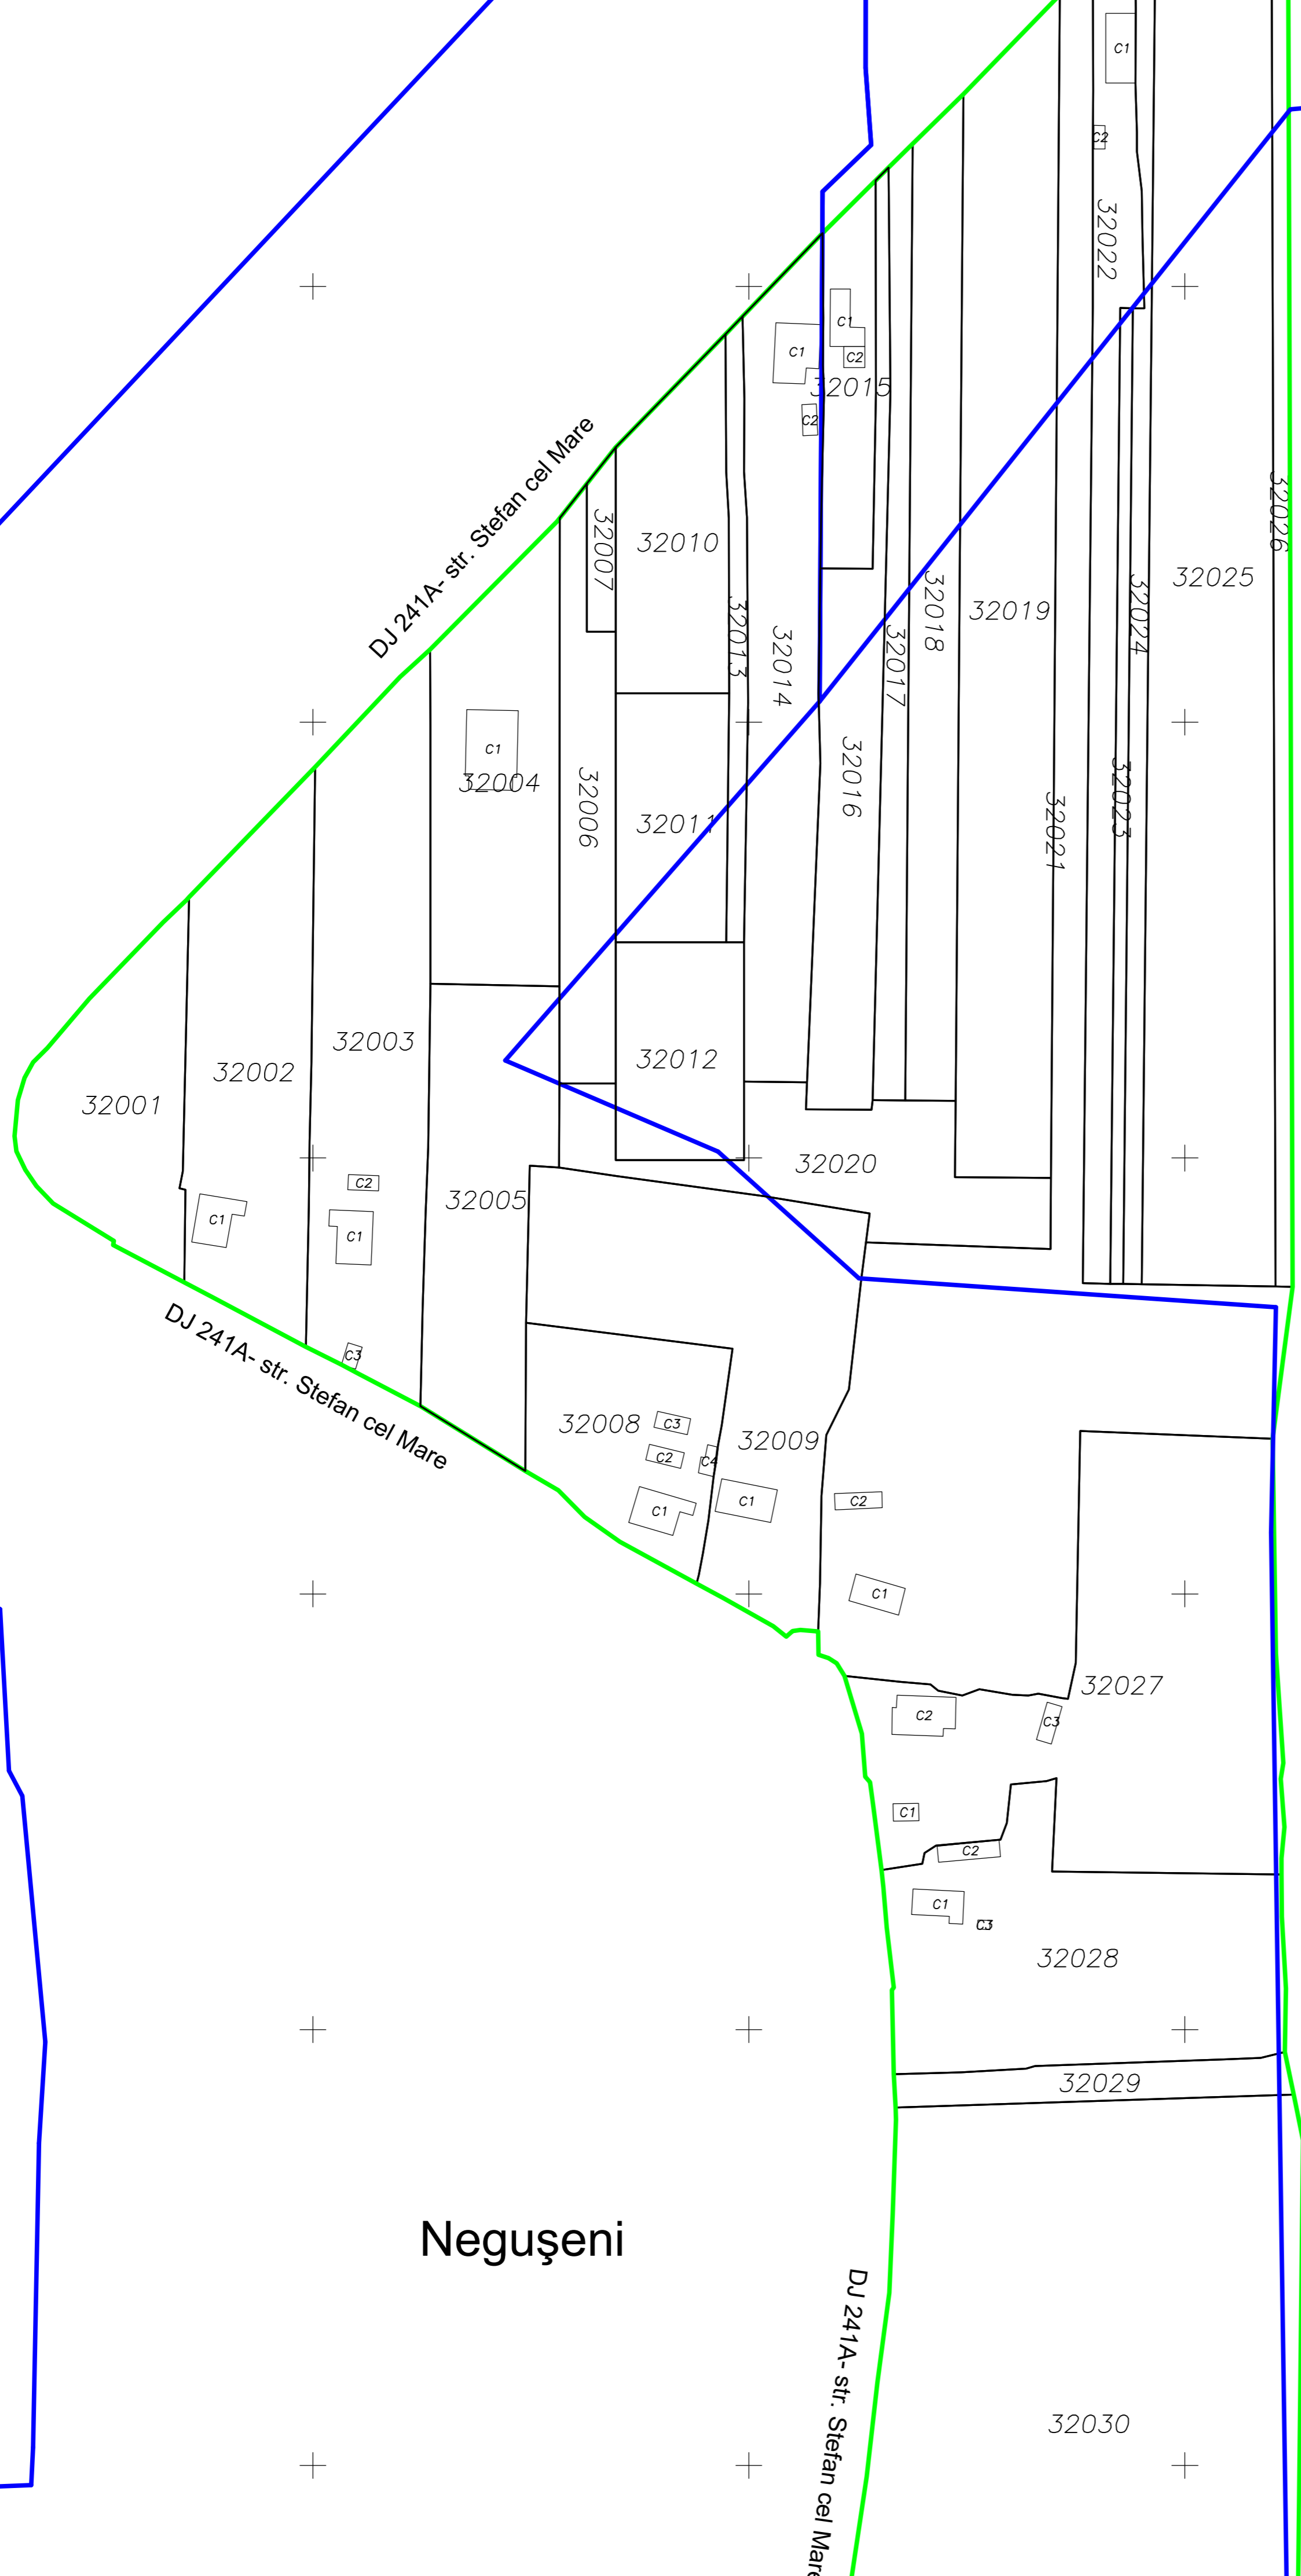 C1
C2
32022
C1
C1
C2
32015
C2
DJ 241A- str. Stefan cel Mare
32026
32007
32010
32025
32018
32019
32024
32013
32014
32017
C1
32004
32016
32006
32011
32023
32021
32003
32012
32002
32001
32020
C2
32005
C1
C1
DJ 241A- str. Stefan cel Mare
C3
32008
C3
32009
C2
C4
C1
C1
C2
C1
32027
C2
C3
C1
C2
C1
C3
32028
32029
Neguşeni
DJ 241A- str. Stefan cel Mare
32030